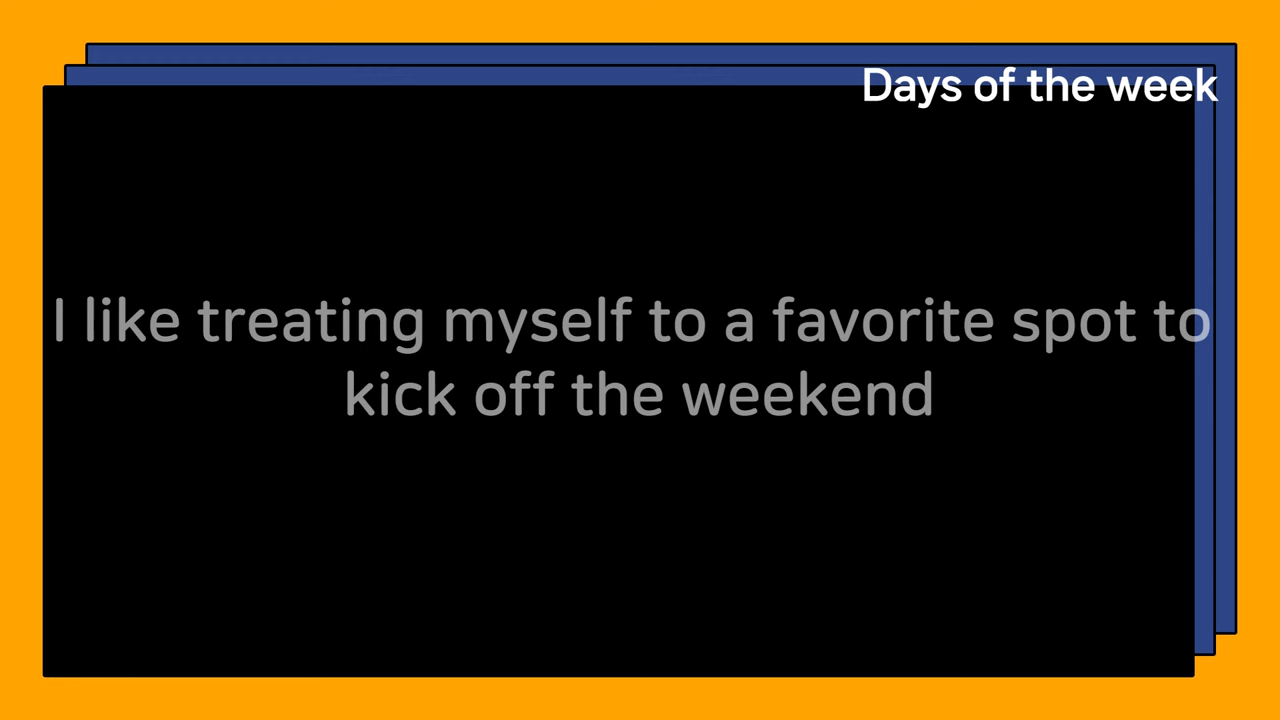 Days of the week
I like treating myself to a favorite spot to
kick off the weekend